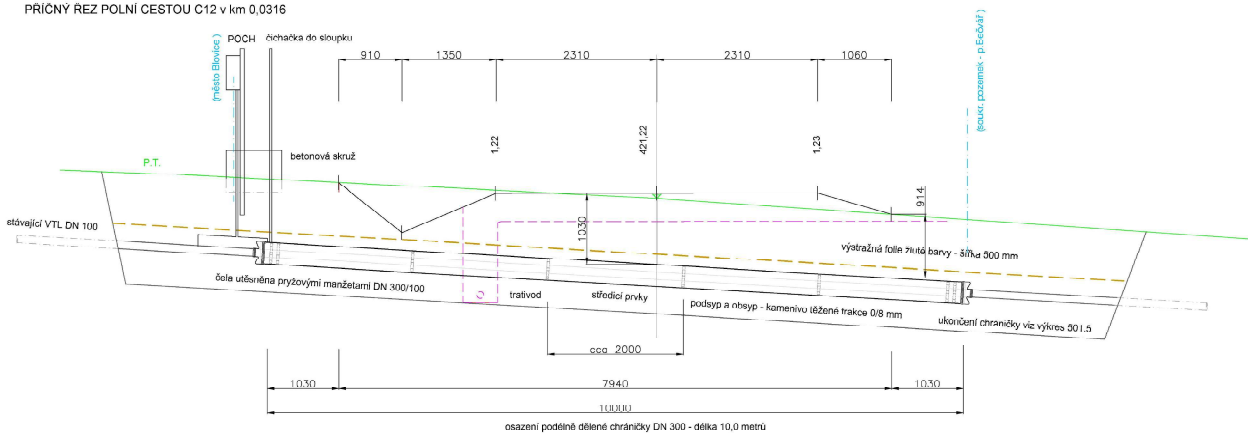 PŘÍČNÝ ŘEZ POLNÍ CESTOU C12 v km 0,0316
(město Blovice)
POCH
čichačka do sloupku
910
1350
2310
2310
1060
(soukr. pozemek - p.Bečvář)
1,22
421,22
1,23
betonová skruž
P.T.
914
1030
stávající VTL DN 100
výstražná folie žluté barvy - šířka 500 mm
čela utěsněna pryžovými manžetami DN 300/100
trativod
středící prvky
podsyp a obsyp - kamenivo těžené frakce 0/8 mm
ukončení chráničky viz výkres 501.5
cca 2000
1030
7940
1030
10000
osazení podélně dělené chráničky DN 300 - délka 10,0 metrů